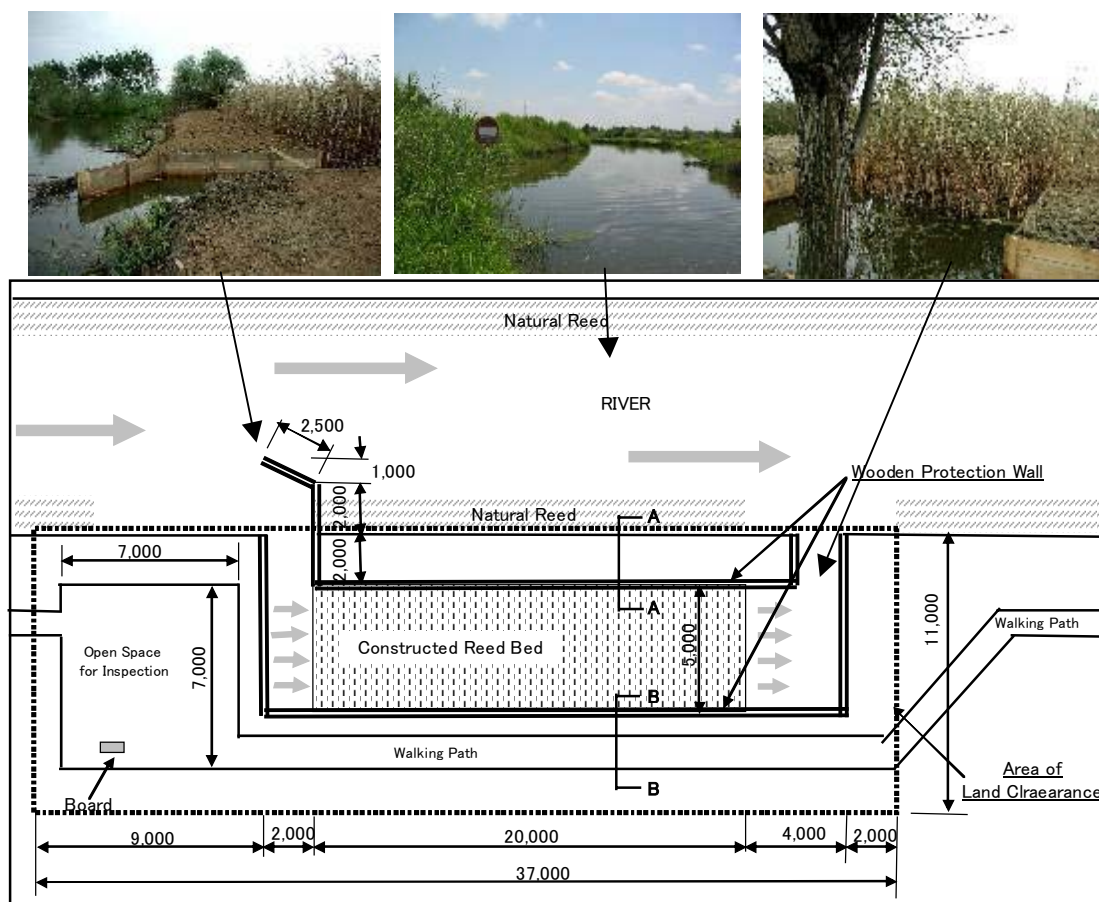 Natural Reed
RIVER
2,500
1,000
2,000
Wooden Protection Wall
Natural Reed
A
7,000
2,000
A
11,000
Walking Path
Open Space
for Inspection
7,000
Constructed Reed Bed
5,000
B
Walking Path
B
Board
Area of
Land Clraearance
9,000
2,000
20,000
4,000
2,000
37,000